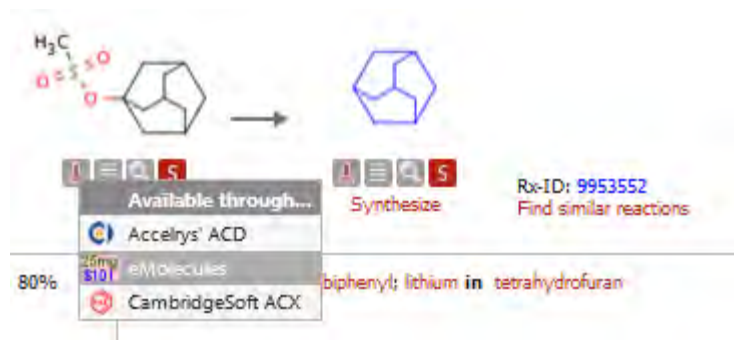 H3C
O
S
O
O
S
S
Rx-ID: 9953552
Synthesize
Find similar reactions
Available through...
Accelrys' ACD
25mg
$101
eMolecules
CambridgeSoft ACX
80%
biphenyl; lithium in tetrahydrofuran